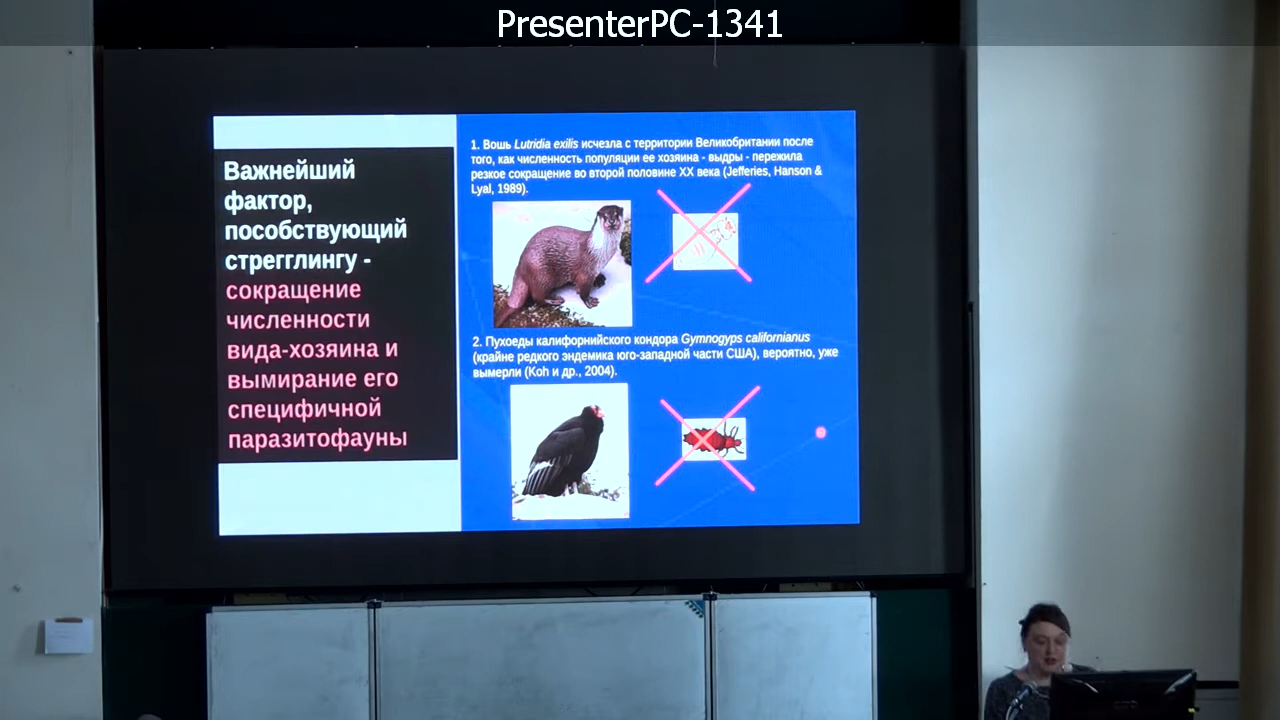 PresenterPC-1341
Важнейший
фактор,
пособствующий
стрегглингу -
сокращение
численности
вида-хозяина и
вымирание его
специфичной
паразитофауны
1. Вошь Lutridia exilis исчезла с территории Великобритании после
того, как численность популяции ее хозяина - выдры - пережила
резкое сокращение во второй половине XX века (Jefferies, Hanson &
Lyal, 1989).
2. Пухоеды калифорнийского кондора Gymnogyps californianus
(крайне редкого эндемика юго-западной части США), вероятно, уже
вымерли (Koh и др., 2004).